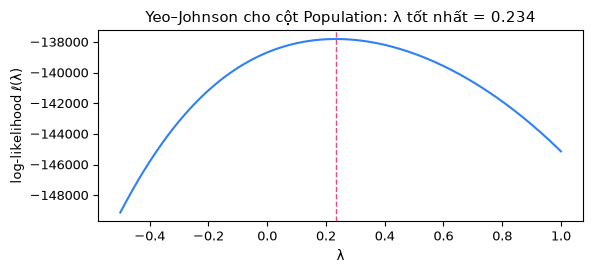 Yeo–Johnson cho cột Population: λ tốt nhất = 0.234
log-likelihood ℓ(λ)
−138000
−140000
−142000
−144000
−146000
−148000
−0.4 −0.2 0.0 0.2 0.4 0.6 0.8 1.0
λ